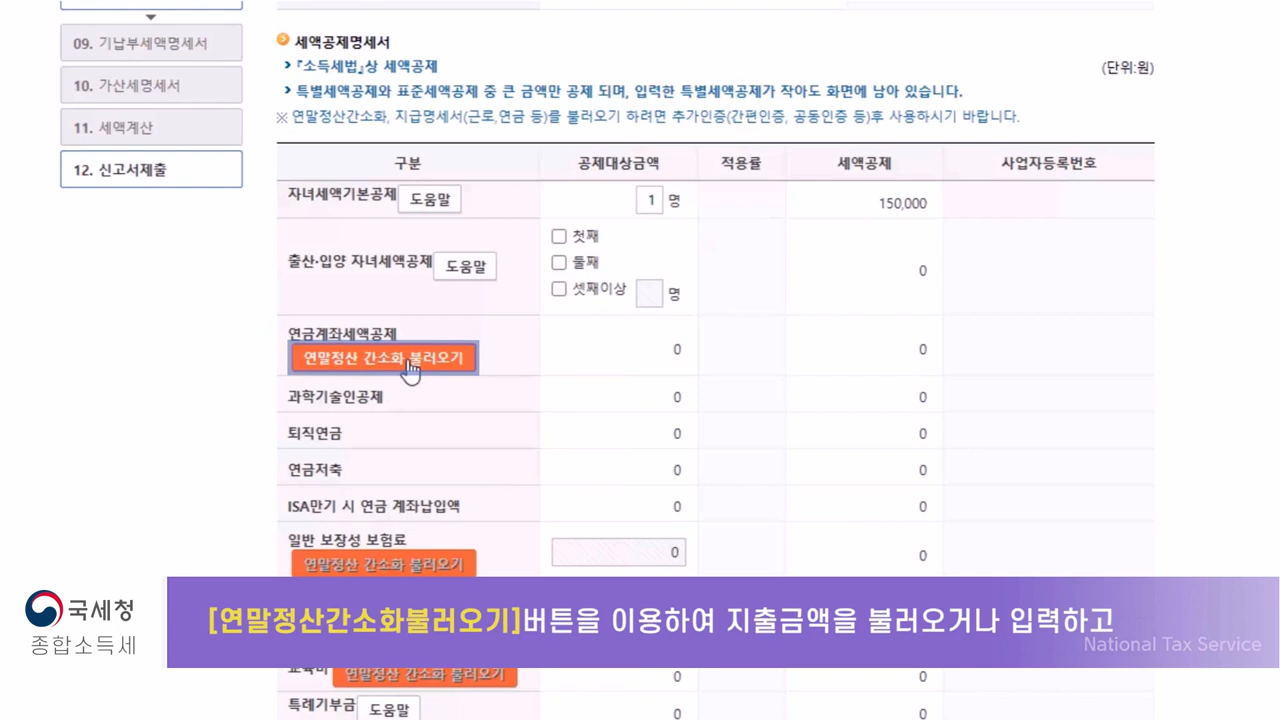 09. 기납부세액명세서
10. 가산세명세서
11. 세액계산
12. 신고서제출
세액공제명세서
『소득세법』상 세액공제
(단위:원)
특별세액공제와 표준세액공제 중 큰 금액만 공제 되며, 입력한 특별세액공제가 작아도 화면에 남아 있습니다.
※ 연말정산간소화, 지급명세서(근로,연금 등)를 불러오기 하려면 추가인증(간편인증, 공동인증 등)후 사용하시기 바랍니다.
구분 공제대상금액 적용률 세액공제 사업자등록번호
자녀세액기본공제 도움말 1 명 150,000
출산·입양 자녀세액공제 도움말 첫째 둘째 셋째이상 명 0
연금계좌세액공제
연말정산 간소화 불러오기 0 0
과학기술인공제 0 0
퇴직연금 0 0
연금저축 0 0
ISA만기 시 연금 계좌납입액 0 0
일반 보장성 보험료
연말정산 간소화 불러오기 0 0
국세청
종합소득세
[연말정산간소화불러오기]버튼을 이용하여 지출금액을 불러오거나 입력하고
National Tax Service
교육비 연말정산 간소화 불러오기 0 0
특례기부금 도움말 0 0